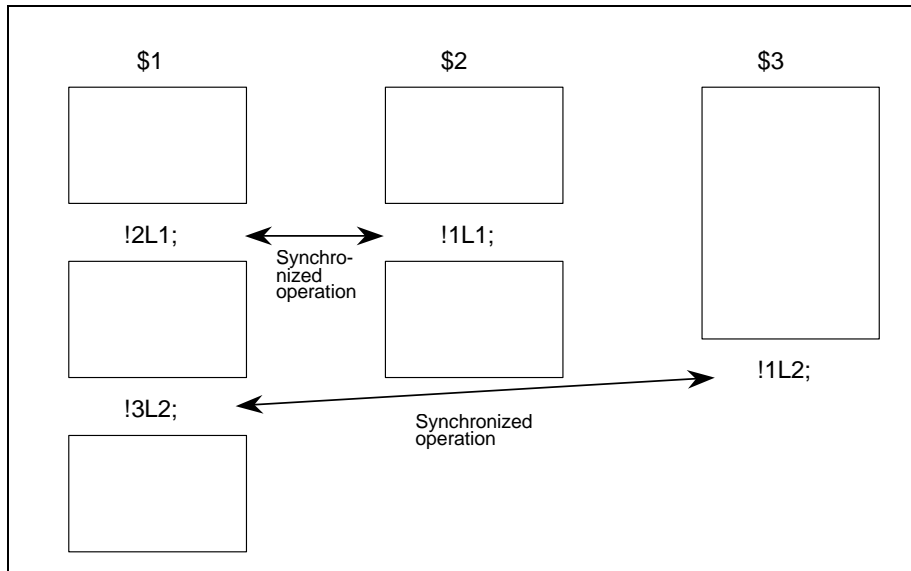 $1
$2
$3
!2L1;
!1L1;
Synchro-
nized
operation
!1L2;
!3L2;
Synchronized
operation